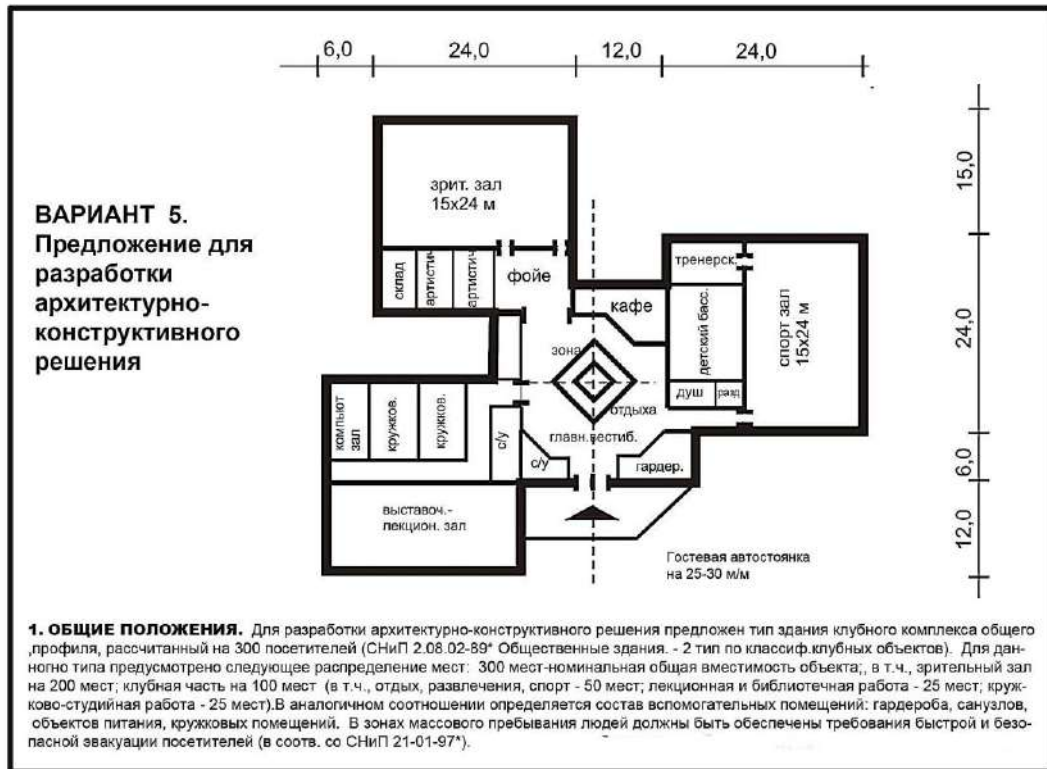 6,0 24,0 12,0 24,0
ВАРИАНТ 5.
Предложение для
разработки
архитектурно-
конструктивного
решения
зрит. зал
15х24 м
склад
артистич
артистич
фойе
кафе
тренерск.
детский басс.
спорт зал
15х24 м
душ
разд
зона
отдыха
главн.вестиб.
компьют
зал
кружков.
кружков.
с/у
с/у
гардер.
выставоч.-
лекцион. зал
Гостевая автостоянка
на 25-30 м/м
15,0
24,0
6,0
12,0
1. ОБЩИЕ ПОЛОЖЕНИЯ. Для разработки архитектурно-конструктивного решения предложен тип здания клубного комплекса общего
,профиля, рассчитанный на 300 посетителей (СНиП 2.08.02-89* Общественные здания. - 2 тип по классиф.клубных объектов). Для дан-
ногно типа предусмотрено следующее распределение мест: 300 мест-номинальная общая вместимость объекта;, в т.ч., зрительный зал
на 200 мест; клубная часть на 100 мест (в т.ч., отдых, развлечения, спорт - 50 мест; лекционная и библиотечная работа - 25 мест; круж-
ково-студийная работа - 25 мест).В аналогичном соотношении определяется состав вспомогательных помещений: гардероба, санузлов,
объектов питания, кружковых помещений. В зонах массового пребывания людей должны быть обеспечены требования быстрой и безо-
пасной эвакуации посетителей (в соотв. со СНиП 21-01-97*).